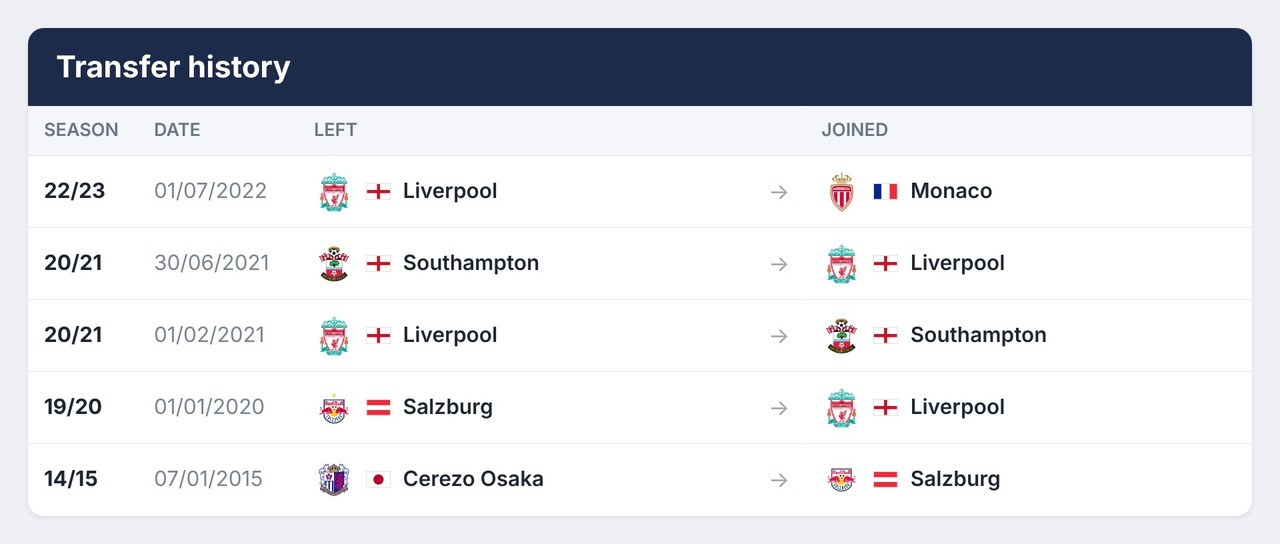 Transfer history
SEASON DATE LEFT JOINED
22/23 01/07/2022 Liverpool → Monaco
20/21 30/06/2021 Southampton → Liverpool
20/21 01/02/2021 Liverpool → Southampton
19/20 01/01/2020 Salzburg → Liverpool
14/15 07/01/2015 Cerezo Osaka → Salzburg